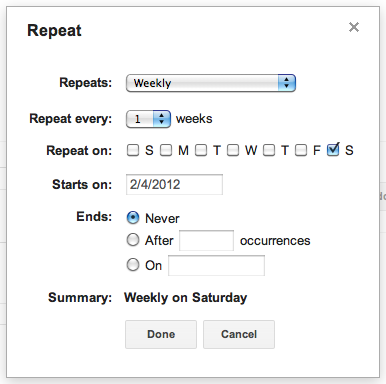 Repeat
Repeats: Weekly
Repeat every: 1 weeks
Repeat on: S M T W T F S
Starts on: 2/4/2012
Ends: Never
After occurrences
On
Summary: Weekly on Saturday
Done Cancel